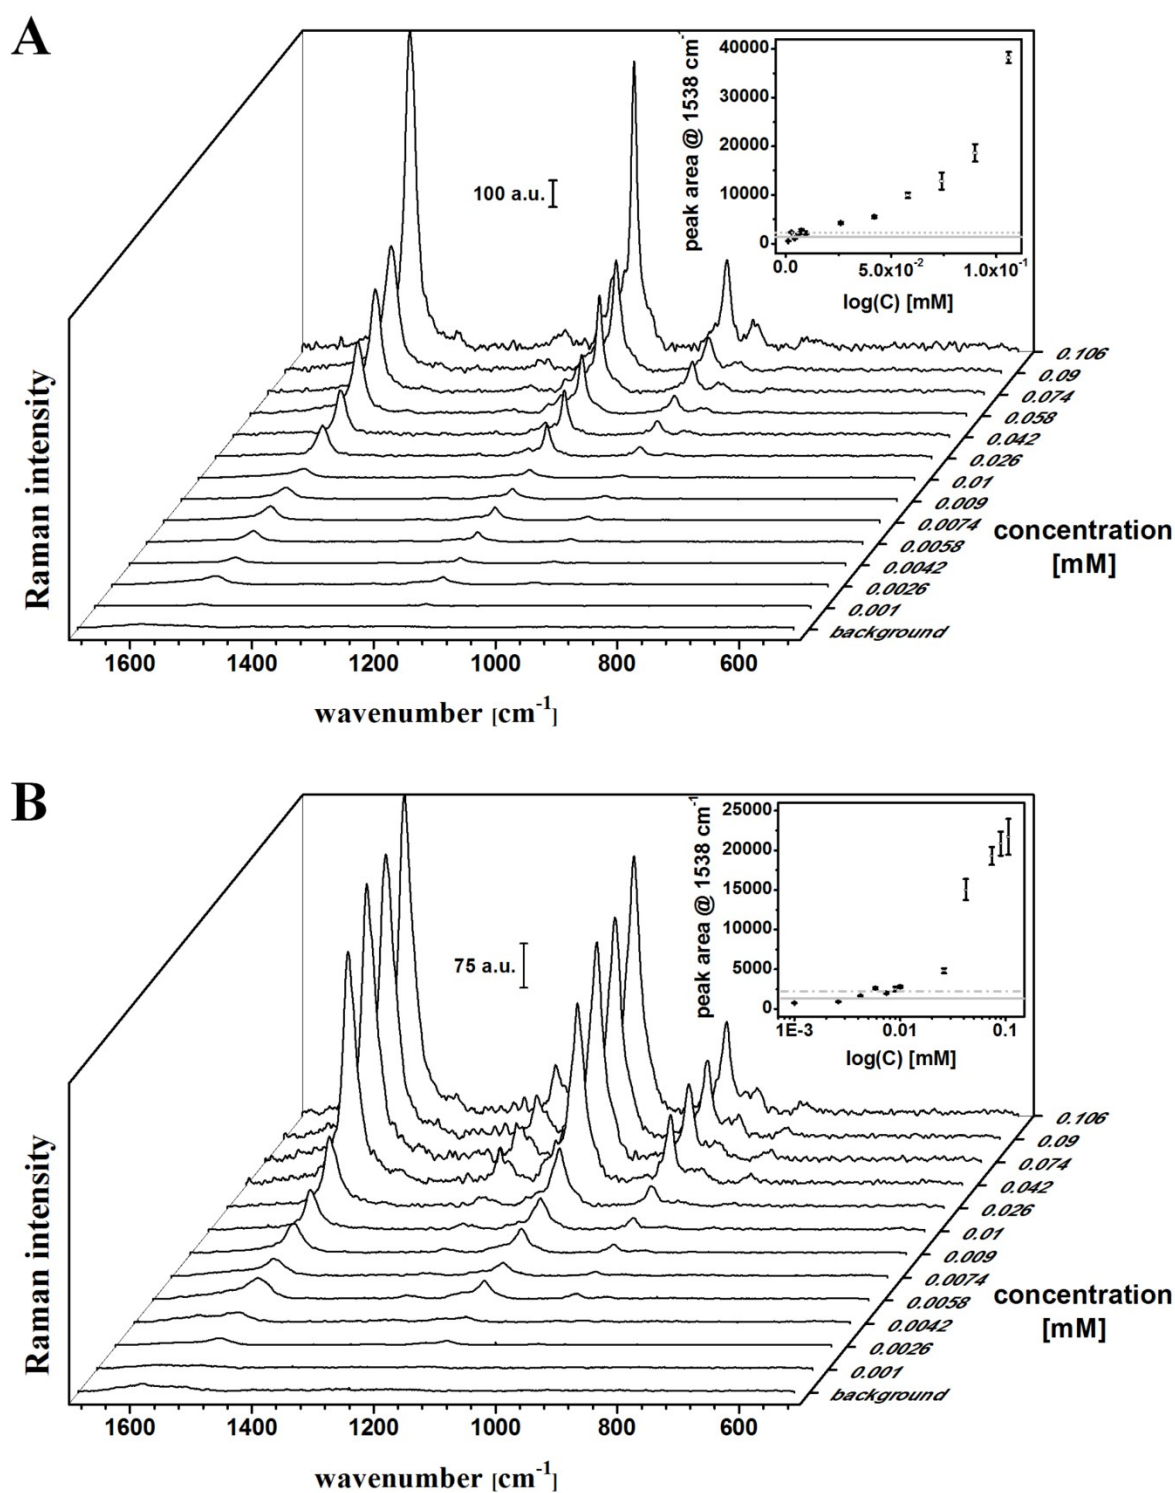 A
peak area @ 1538 cm-1
40000
30000
20000
10000
0
0.0 5.0x10-2 1.0x10-1
log(C) [mM]
100 a.u.
Raman intensity
0.106
0.09
0.074
0.058
0.042
0.026
0.01
0.009
0.0074
0.0058
0.0042
0.0026
0.001
background
concentration
[mM]
1600 1400 1200 1000 800 600
wavenumber [cm-1]
B
peak area @ 1538 cm-1
25000
20000
15000
10000
5000
0
1E-3 0.01 0.1
log(C) [mM]
75 a.u.
Raman intensity
0.106
0.09
0.074
0.042
0.026
0.01
0.009
0.0074
0.0058
0.0042
0.0026
0.001
background
concentration
[mM]
1600 1400 1200 1000 800 600
wavenumber [cm-1]